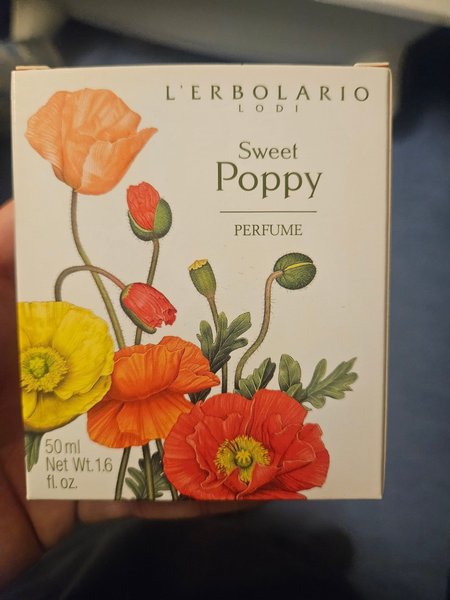 L'ERBOLARIO
LODI
Sweet
Poppy
PERFUME
50 ml
Net Wt. 1.6
fl. oz.